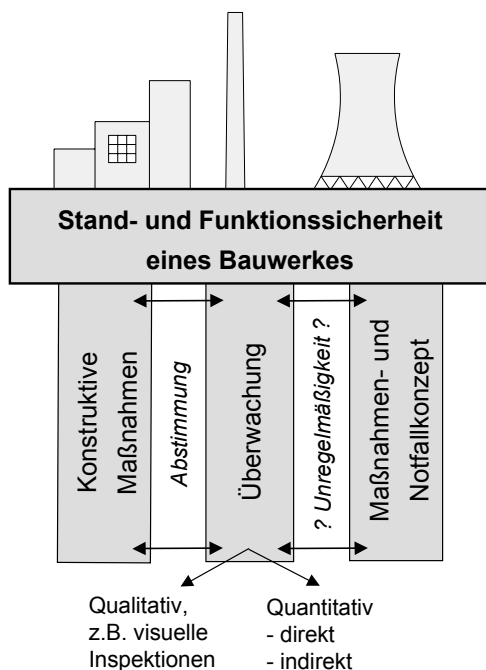 Stand- und Funktionssicherheit
eines Bauwerkes
Konstruktive
Maßnahmen
Abstimmung
Überwachung
? Unregelmäßigkeit ?
Maßnahmen- und
Notfallkonzept
Qualitativ,
z.B. visuelle
Inspektionen
Quantitativ
- direkt
- indirekt